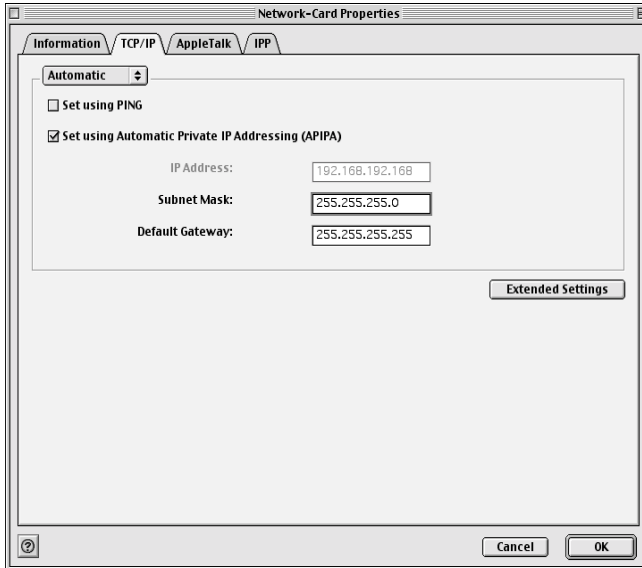 Network-Card Properties
Information TCP/IP AppleTalk IPP
Automatic
Set using PING
Set using Automatic Private IP Addressing (APIPA)
IP Address: 192.168.192.168
Subnet Mask: 255.255.255.0
Default Gateway: 255.255.255.255
Extended Settings
? Cancel OK